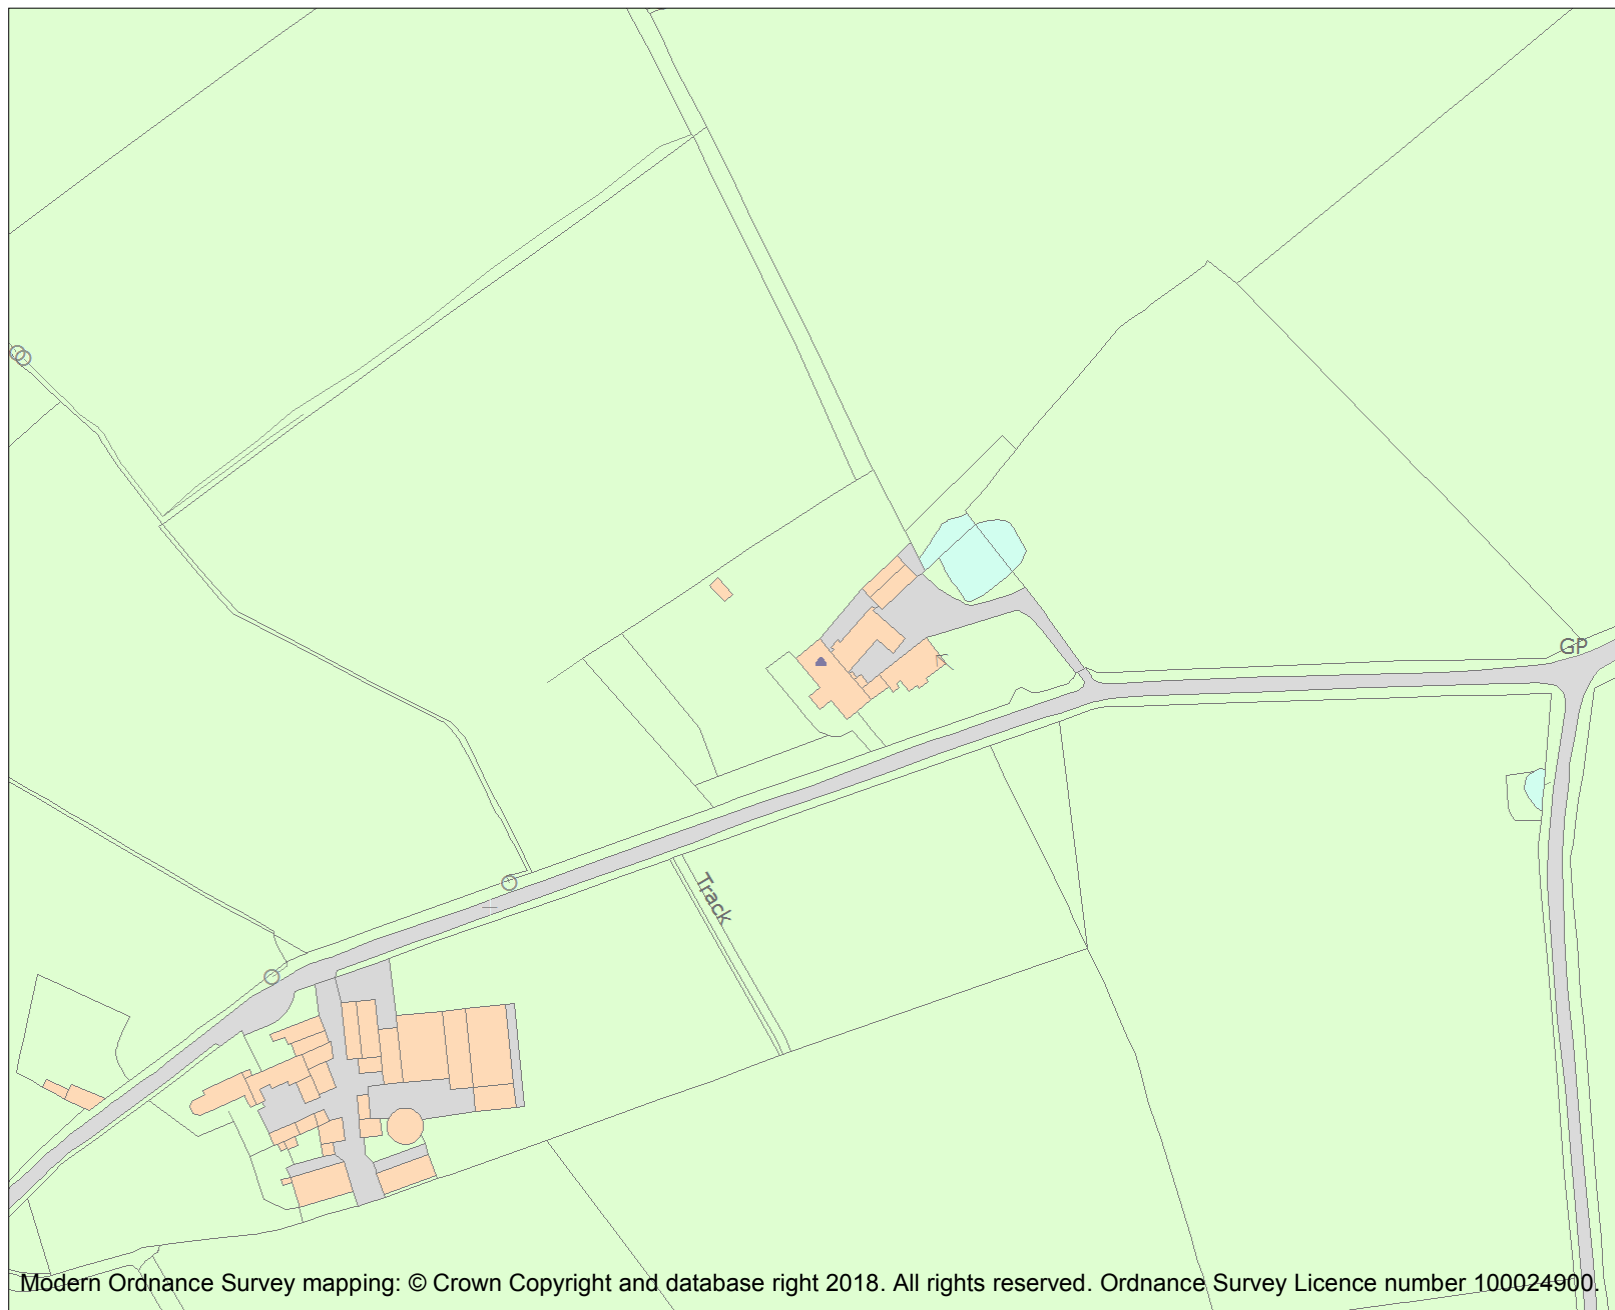 GP
Track
Modern Ordnance Survey mapping: © Crown Copyright and database right 2018. All rights reserved. Ordnance Survey Licence number 100024900.